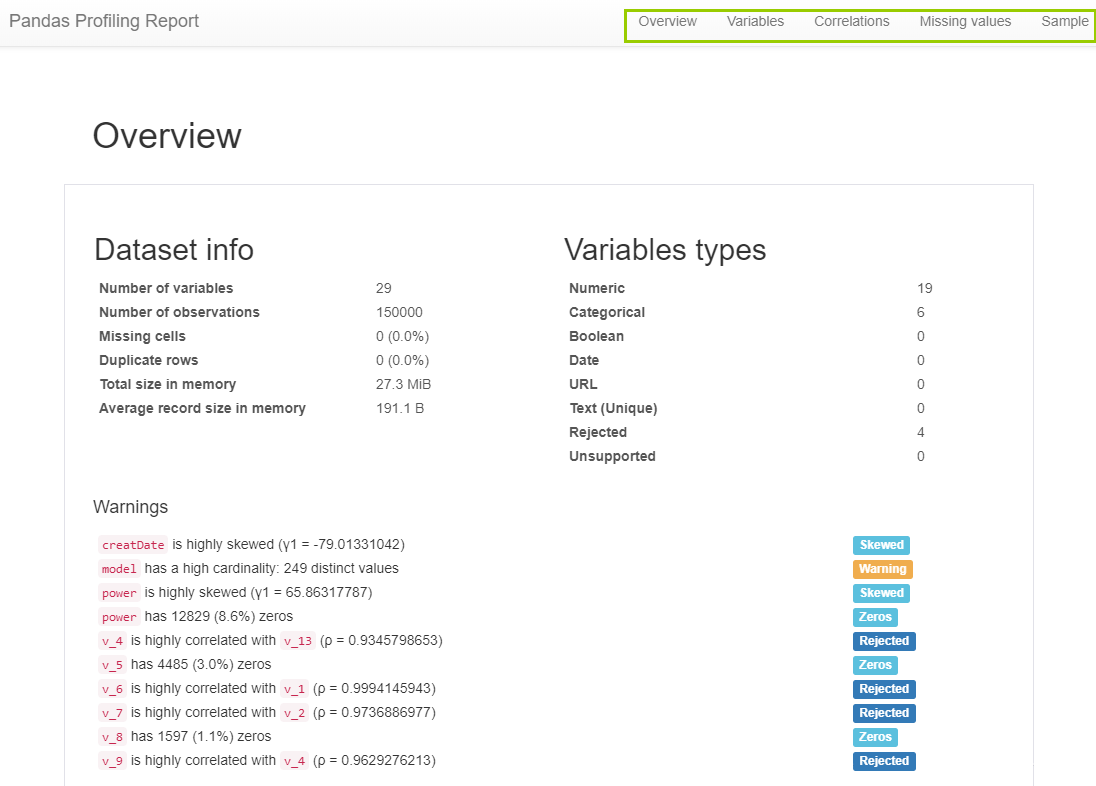 Pandas Profiling Report Overview Variables Correlations Missing values Sample
Overview
Dataset info
Number of variables 29
Number of observations 150000
Missing cells 0 (0.0%)
Duplicate rows 0 (0.0%)
Total size in memory 27.3 MiB
Average record size in memory 191.1 B
Variables types
Numeric 19
Categorical 6
Boolean 0
Date 0
URL 0
Text (Unique) 0
Rejected 4
Unsupported 0
Warnings
creatDate is highly skewed (γ1 = -79.01331042) Skewed
model has a high cardinality: 249 distinct values Warning
power is highly skewed (γ1 = 65.86317787) Skewed
power has 12829 (8.6%) zeros Zeros
v_4 is highly correlated with v_13 (ρ = 0.9345798653) Rejected
v_5 has 4485 (3.0%) zeros Zeros
v_6 is highly correlated with v_1 (ρ = 0.9994145943) Rejected
v_7 is highly correlated with v_2 (ρ = 0.9736886977) Rejected
v_8 has 1597 (1.1%) zeros Zeros
v_9 is highly correlated with v_4 (ρ = 0.9629276213) Rejected